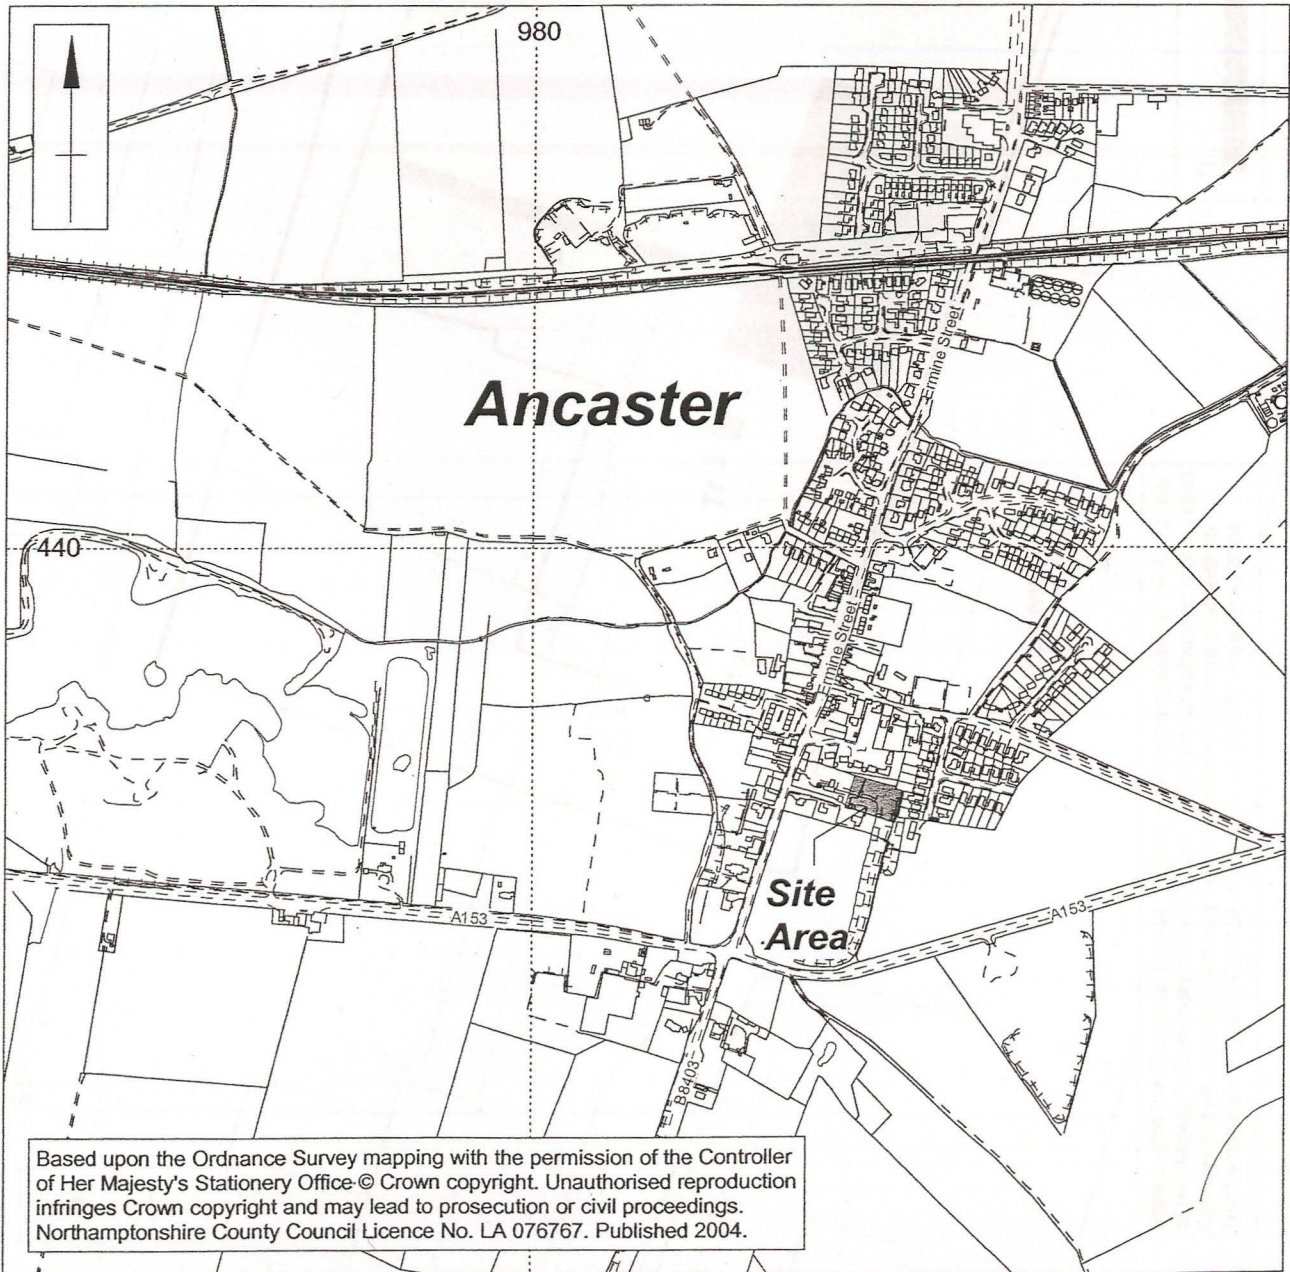 980
Ermine Street
Ancaster
440
Ermine Street
Site
Area
A153
A153
B8403
Based upon the Ordnance Survey mapping with the permission of the Controller
of Her Majesty's Stationery Office © Crown copyright. Unauthorised reproduction
infringes Crown copyright and may lead to prosecution or civil proceedings.
Northamptonshire County Council Licence No. LA 076767. Published 2004.